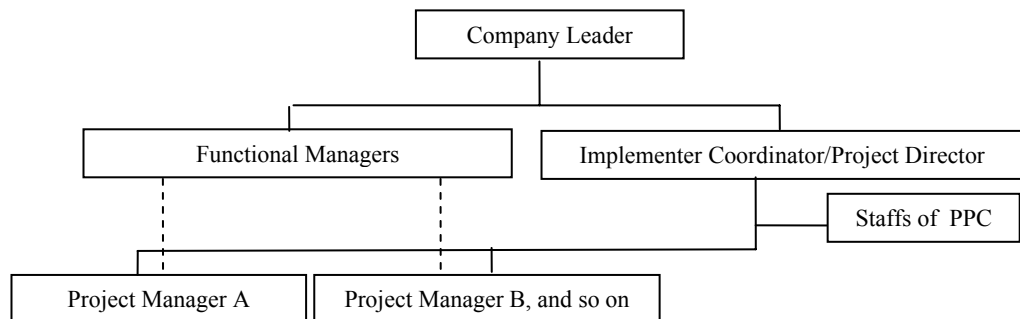 Company Leader
Functional Managers
Implementer Coordinator/Project Director
Staffs of PPC
Project Manager A
Project Manager B, and so on